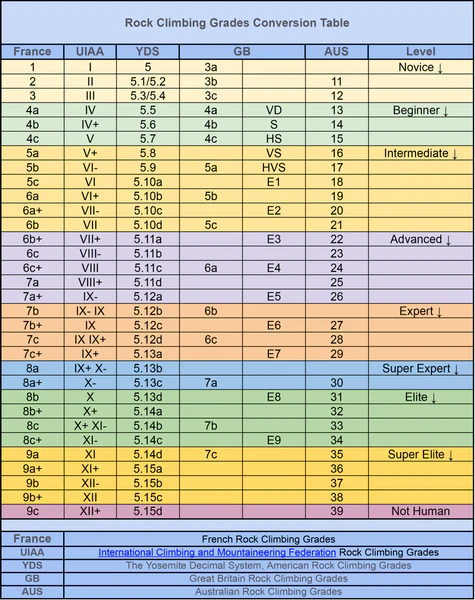 Rock Climbing Grades Conversion Table
France UIAA YDS GB AUS Level
1 I 5 3a Novice ↓
2 II 5.1/5.2 3b 11
3 III 5.3/5.4 3c 12
4a IV 5.5 4a VD 13 Beginner ↓
4b IV+ 5.6 4b S 14
4c V 5.7 4c HS 15
5a V+ 5.8 VS 16 Intermediate ↓
5b VI- 5.9 5a HVS 17
5c VI 5.10a E1 18
6a VI+ 5.10b 5b 19
6a+ VII- 5.10c E2 20
6b VII 5.10d 5c 21
6b+ VII+ 5.11a E3 22 Advanced ↓
6c VIII- 5.11b 23
6c+ VIII 5.11c 6a E4 24
7a VIII+ 5.11d 25
7a+ IX- 5.12a E5 26
7b IX- IX 5.12b 6b Expert ↓
7b+ IX 5.12c E6 27
7c IX IX+ 5.12d 6c 28
7c+ IX+ 5.13a E7 29
8a IX+ X- 5.13b Super Expert ↓
8a+ X- 5.13c 7a 30
8b X 5.13d E8 31 Elite ↓
8b+ X+ 5.14a 32
8c X+ XI- 5.14b 7b 33
8c+ XI- 5.14c E9 34
9a XI 5.14d 7c 35 Super Elite ↓
9a+ XI+ 5.15a 36
9b XII- 5.15b 37
9b+ XII 5.15c 38
9c XII+ 5.15d 39 Not Human
France French Rock Climbing Grades
UIAA International Climbing and Mountaineering Federation Rock Climbing Grades
YDS The Yosemite Decimal System, American Rock Climbing Grades
GB Great Britain Rock Climbing Grades
AUS Australian Rock Climbing Grades